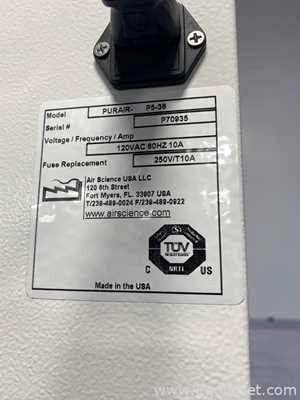 Model PURAIR- P5-36
Serial # P70935
Voltage / Frequency / Amp
120VAC 60HZ 10A
Fuse Replacement 250V/T10A
Air Science USA LLC
120 6th Street
Fort Myers, FL. 33907 USA
T/239-489-0024 F/239-489-0922
www.airscience.com
TÜV
C NRTL US
Made in the USA